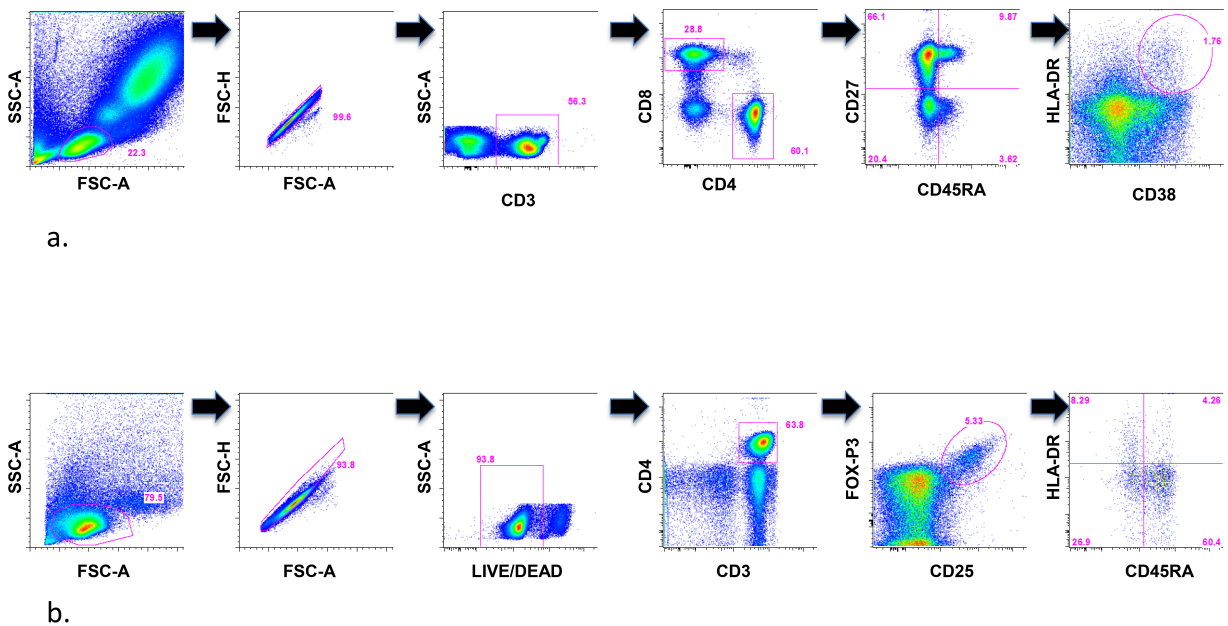 SSC-A
22.3
FSC-A
FSC-H
99.6
FSC-A
SSC-A
56.3
CD3
CD8
28.8
60.1
CD4
CD27
66.1
9.87
20.4
3.62
CD45RA
HLA-DR
1.76
CD38
a.
SSC-A
79.5
FSC-A
FSC-H
93.8
FSC-A
SSC-A
93.8
LIVE/DEAD
CD4
63.8
CD3
FOX-P3
5.33
CD25
HLA-DR
8.29
4.26
26.9
60.4
CD45RA
b.